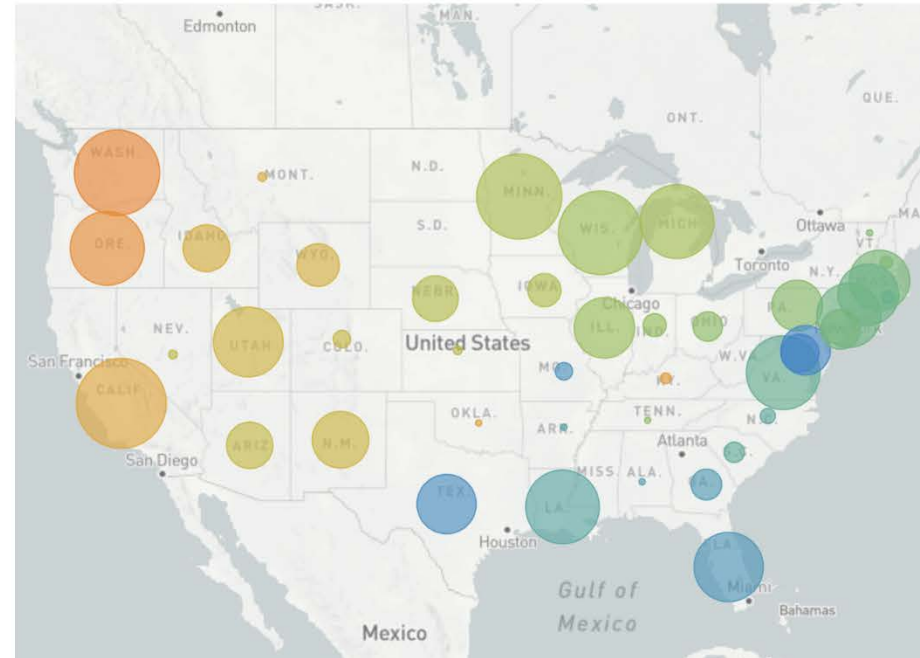 SASK.
MAN.
Edmonton
QUE.
ONT.
WASH.
MONT.
N.D.
MINN.
Ottawa
ORE.
IDAHO
S.D.
WIS.
MICH
VT.
WYO.
Toronto
N.Y.
NEBR
IOWA
Chicago
PA.
NEV.
UTAH
COLO.
United States
ILL.
IND.
OHIO
San Francisco
MO.
W.VA.
VA.
CALIF
KY.
OKLA.
ARK.
TENN.
N.C.
San Diego
ARIZ
N.M.
Atlanta
S.C.
MISS.
ALA.
GA.
TEX.
LA.
Houston
Gulf of
Mexico
Miami
Bahamas
Mexico